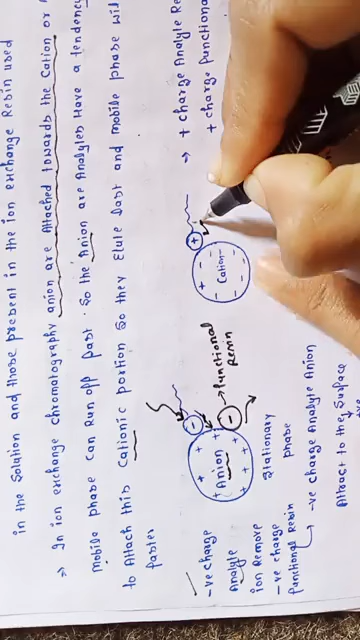 in the solution and those present in the ion exchange Resin used
⇒ In ion exchange chromatography anion are Attached towards the Cation or
mobile phase can Run off fast. So the Anion are Analytes Have a tendency
to Attach this cationic portion so they Elute Last and mobile phase will
faster
-ve charge
Analyte
ion Remove
-ve charge
functional Resin
Anion
+ + + + + + + +
-
-
→ functional
Resin
Stationary
phase
→ -ve charge Analyte Anion
Attract to the Surface
+
Cation
+ - - - - - -
→ + charge Analyte Re
+ charge functiona